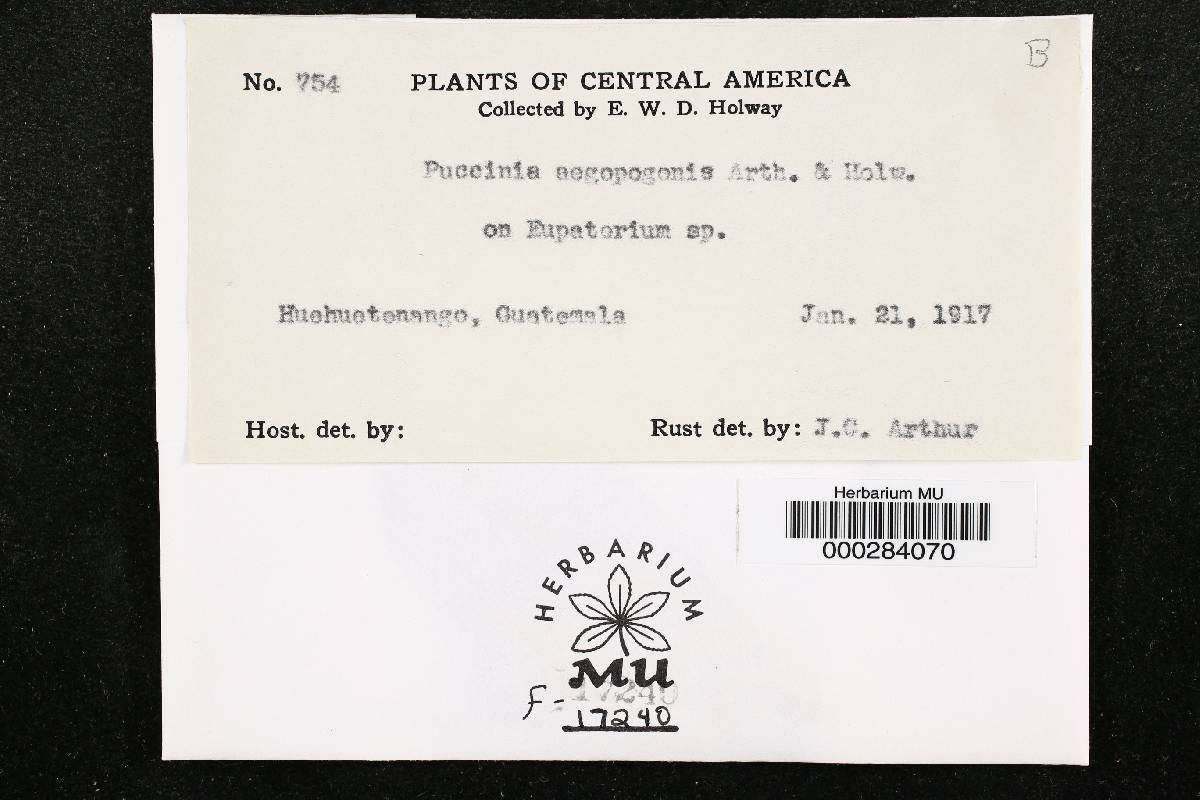 B
No. 754 PLANTS OF CENTRAL AMERICA
Collected by E. W. D. Holway
Puccinia aegopogonis Arth. & Holw.
on Eupatorium sp.
Huehuetenango, Guatemala Jan. 21, 1917
Host. det. by: Rust det. by: J.C. Arthur
Herbarium MU
000284070
HERBARIUM
MU
17240
f-17240